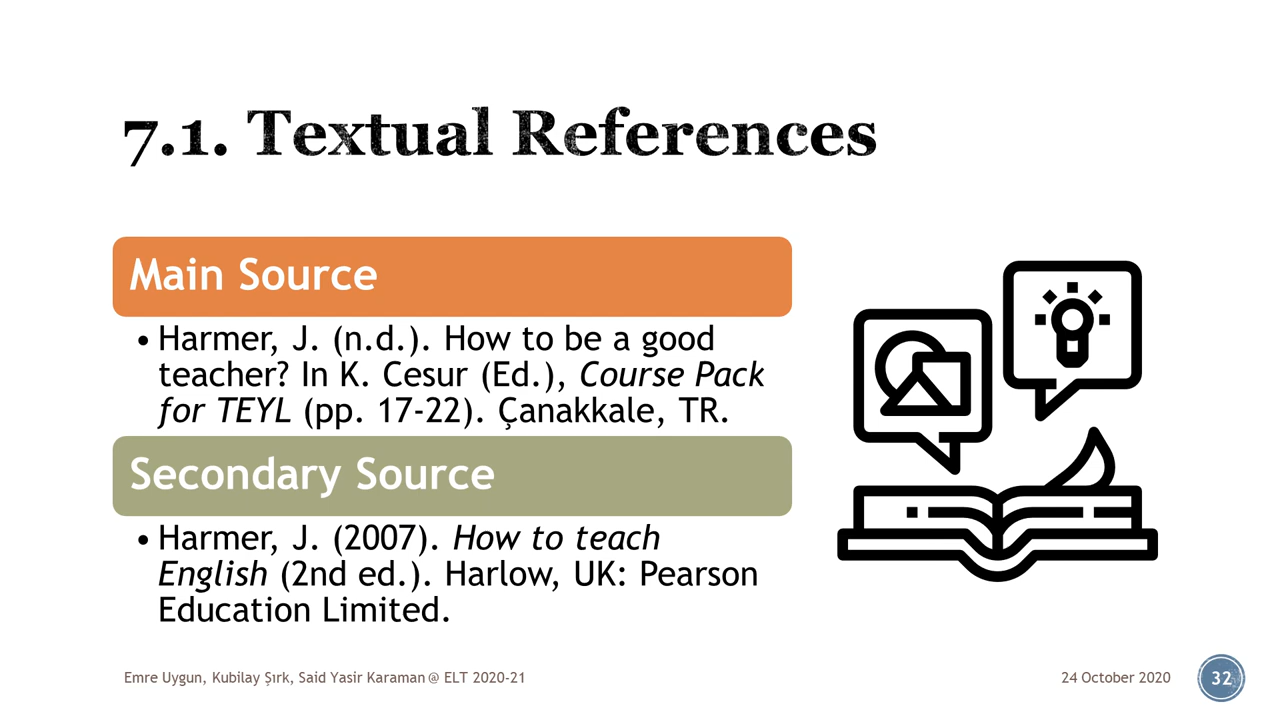 7.1. Textual References
Main Source
• Harmer, J. (n.d.). How to be a good
teacher? In K. Cesur (Ed.), Course Pack
for TEYL (pp. 17-22). Çanakkale, TR.
Secondary Source
• Harmer, J. (2007). How to teach
English (2nd ed.). Harlow, UK: Pearson
Education Limited.
Emre Uygun, Kubilay Şırk, Said Yasir Karaman @ ELT 2020-21
24 October 2020
32